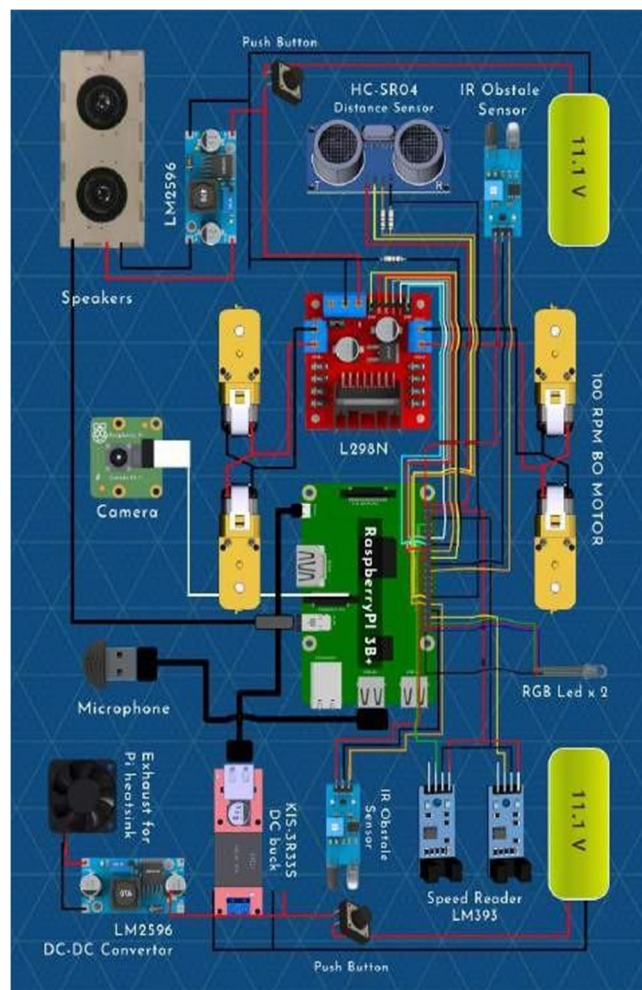 Push Button
HC-SR04
Distance Sensor
IR Obstale
Sensor
11.1 V
LM2596
T
R
Speakers
L298N
100 RPM BO MOTOR
Camera
RaspberryPI 3B+
Microphone
RGB Led x 2
Exhaust for
Pi heatsink
KIS-3R33S
DC buck
IR Obstale
Sensor
11.1 V
Speed Reader
LM393
LM2596
DC-DC Convertor
Push Button